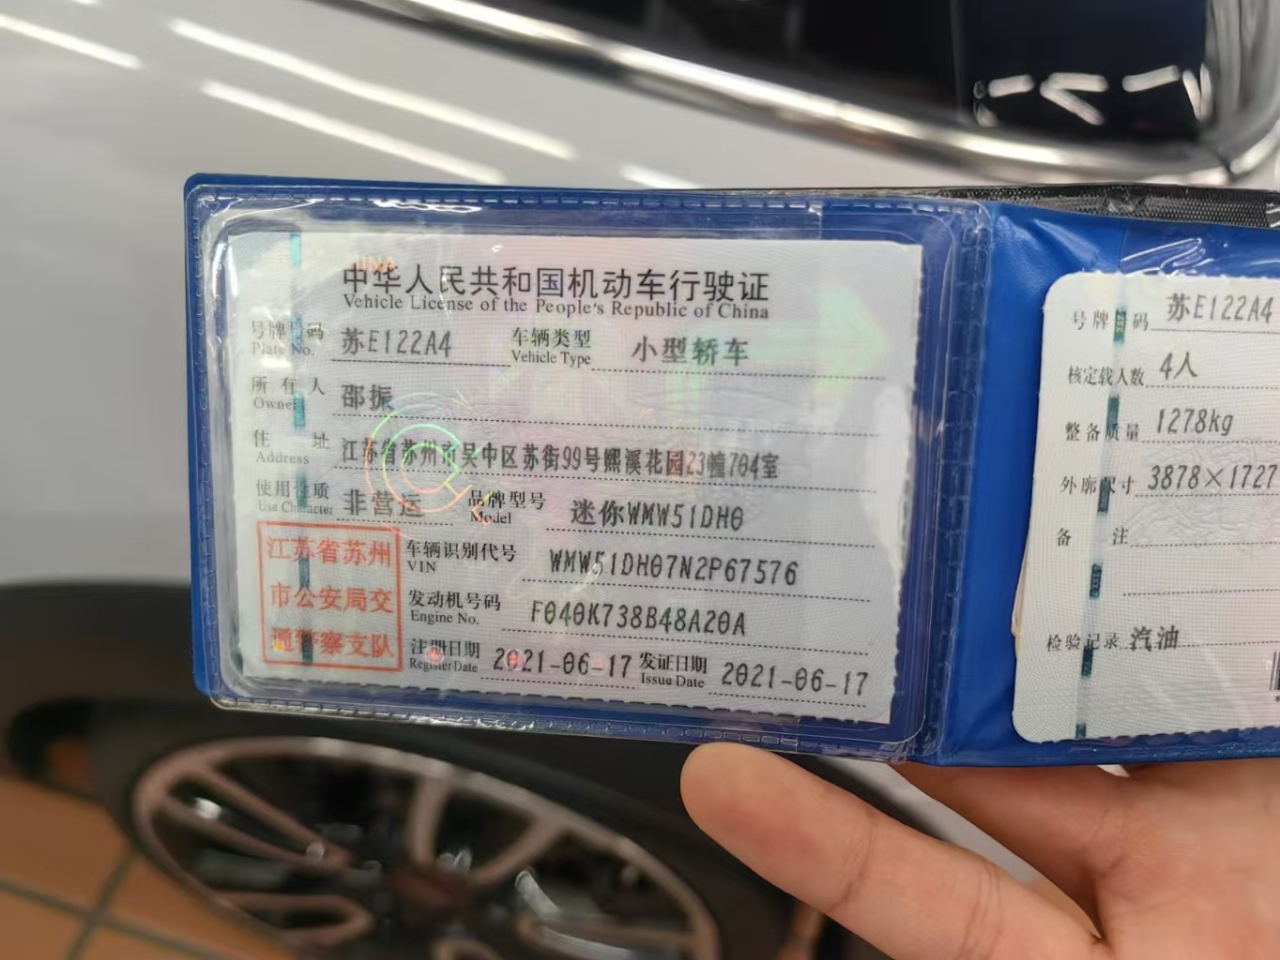 中华人民共和国机动车行驶证
Vehicle License of the People's Republic of China
号牌号码 苏E122A4 车辆类型 小型轿车
Plate No. Vehicle Type
所有人 邵振
Owner
住址 江苏省苏州市吴中区苏街99号熙溪花园23幢704室
Address
使用性质 非营运 品牌型号 迷你WMW51DH0
Use Character Model
江苏省苏州
市公安局交
通警察支队
车辆识别代号 WMW51DH07N2P67576
VIN
发动机号码 F040K738B48A20A
Engine No.
注册日期 2021-06-17 发证日期 2021-06-17
Register Date Issue Date
号牌号码 苏E122A4
核定载人数 4人
整备质量 1278kg
外廓尺寸 3878×1727
备注
检验记录 汽油